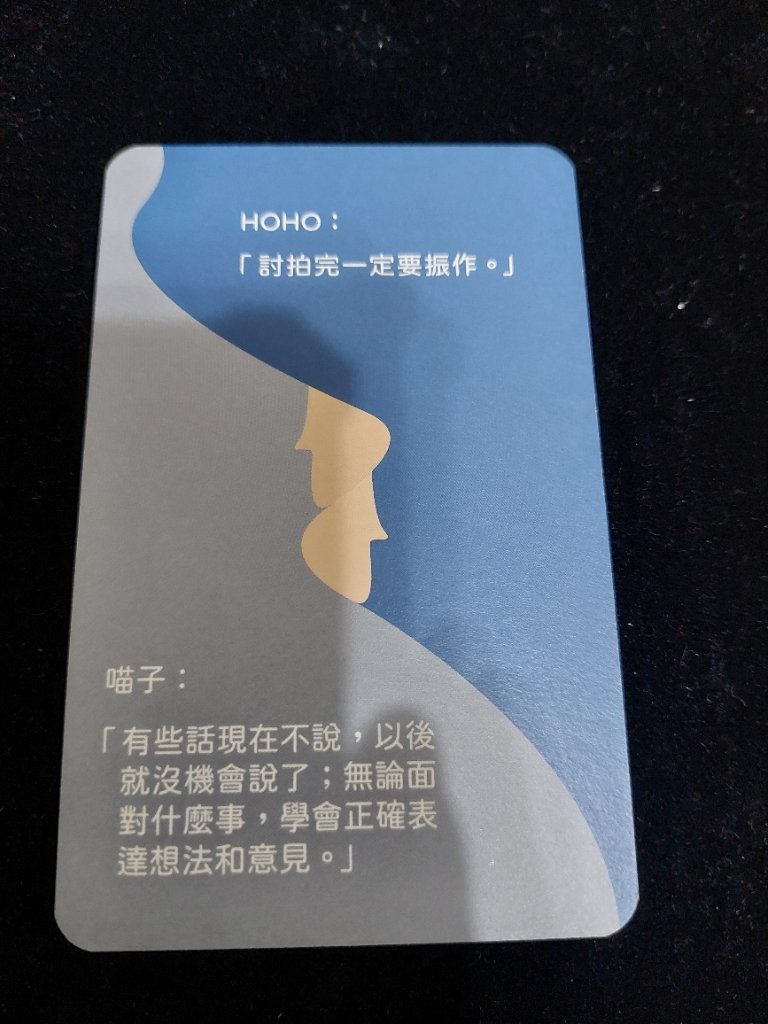 HOHO：
「討拍完一定要振作。」
喵子：
「有些話現在不說，以後
就沒機會說了；無論面
對什麼事，學會正確表
達想法和意見。」